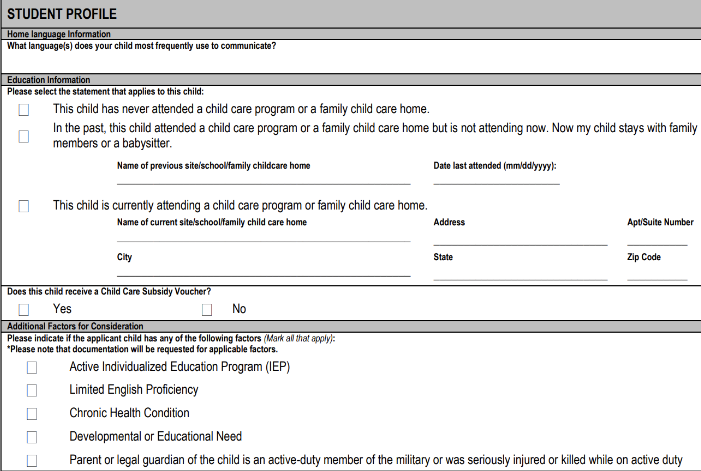 STUDENT PROFILE
Home language Information
What language(s) does your child most frequently use to communicate?
Education Information
Please select the statement that applies to this child:
This child has never attended a child care program or a family child care home.
In the past, this child attended a child care program or a family child care home but is not attending now. Now my child stays with family
members or a babysitter.
Name of previous site/school/family childcare home Date last attended (mm/dd/yyyy):
This child is currently attending a child care program or family child care home.
Name of current site/school/family child care home Address Apt/Suite Number
City State Zip Code
Does this child receive a Child Care Subsidy Voucher?
Yes No
Additional Factors for Consideration
Please indicate if the applicant child has any of the following factors (Mark all that apply):
*Please note that documentation will be requested for applicable factors.
Active Individualized Education Program (IEP)
Limited English Proficiency
Chronic Health Condition
Developmental or Educational Need
Parent or legal guardian of the child is an active-duty member of the military or was seriously injured or killed while on active duty